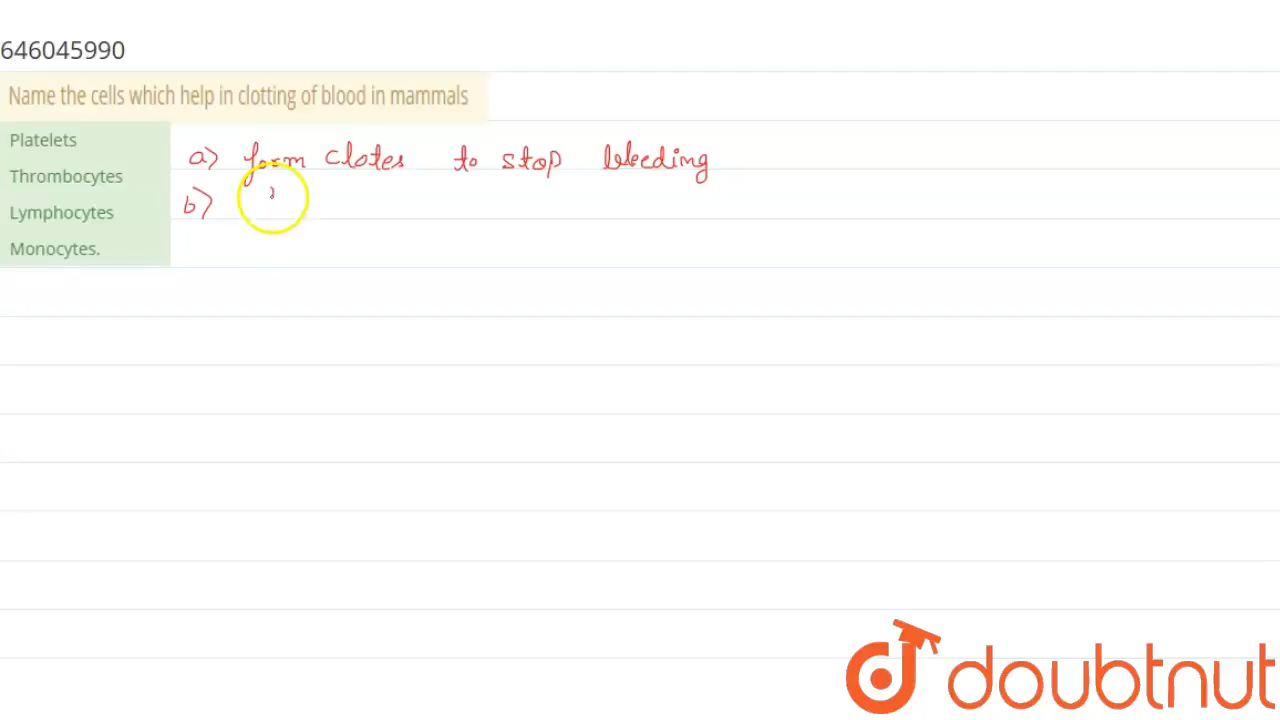 646045990
Name the cells which help in clotting of blood in mammals
Platelets
Thrombocytes
Lymphocytes
Monocytes.
a) form clotes to stop bleeding
b)
doubtnut